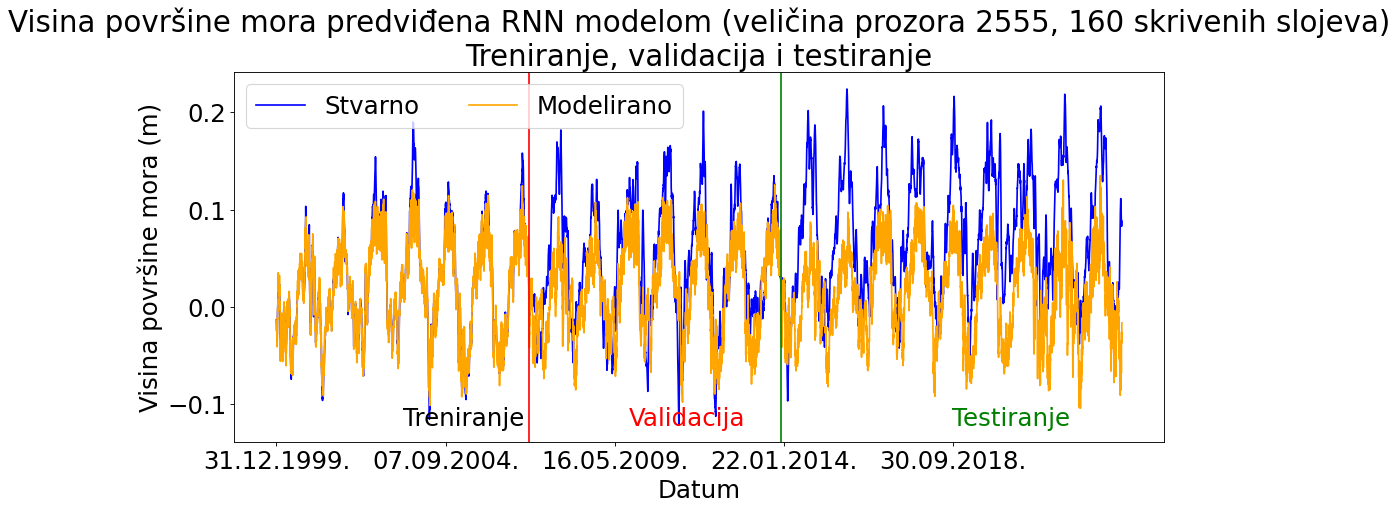 Visina površine mora predviđena RNN modelom (veličina prozora 2555, 160 skrivenih slojeva)
Treniranje, validacija i testiranje
Stvarno Modelirano
Visina površine mora (m)
0.2
0.1
0.0
−0.1
Treniranje Validacija Testiranje
31.12.1999. 07.09.2004. 16.05.2009. 22.01.2014. 30.09.2018.
Datum